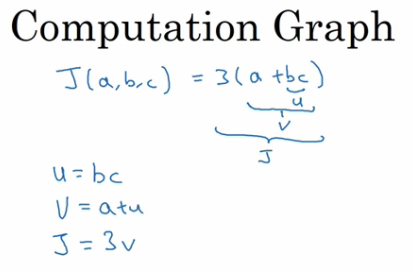 Computation Graph
J(a,b,c) = 3(a+bc)
u
V
J
u = bc
V = a+u
J = 3v